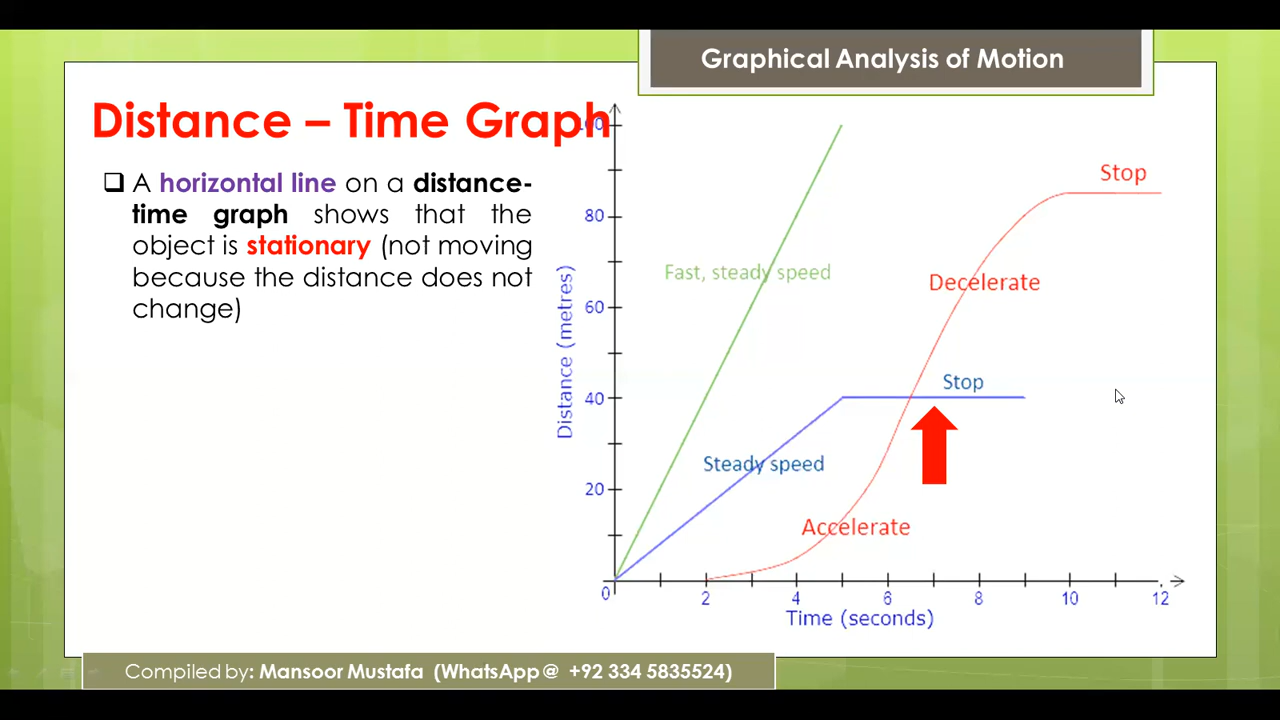 Graphical Analysis of Motion
Distance – Time Graph
❑ A horizontal line on a distance-
time graph shows that the
object is stationary (not moving
because the distance does not
change)
100
80
60
40
20
0
2
4
6
8
10
12
Distance (metres)
Time (seconds)
Fast, steady speed
Steady speed
Stop
Accelerate
Decelerate
Stop
Compiled by: Mansoor Mustafa (WhatsApp @ +92 334 5835524)